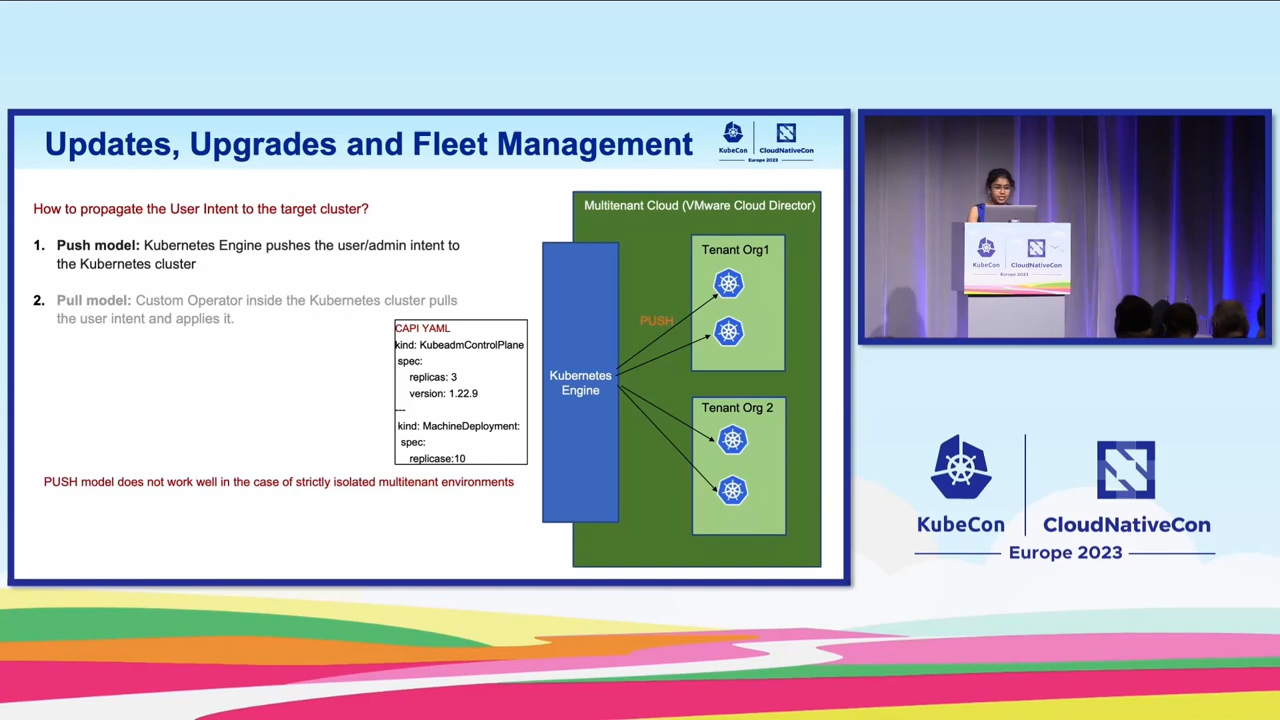 Updates, Upgrades and Fleet Management
KubeCon
CloudNativeCon
Europe 2023
How to propagate the User Intent to the target cluster?
1. Push model: Kubernetes Engine pushes the user/admin intent to
the Kubernetes cluster
2. Pull model: Custom Operator inside the Kubernetes cluster pulls
the user intent and applies it.
CAPI YAML
kind: KubeadmControlPlane
spec:
replicas: 3
version: 1.22.9
---
kind: MachineDeployment:
spec:
replicase:10
PUSH model does not work well in the case of strictly isolated multitenant environments
Multitenant Cloud (VMware Cloud Director)
Tenant Org1
PUSH
Kubernetes
Engine
Tenant Org 2
KubeCon
CloudNativeCon
Europe 2023
KubeCon
CloudNativeCon
Europe 2023